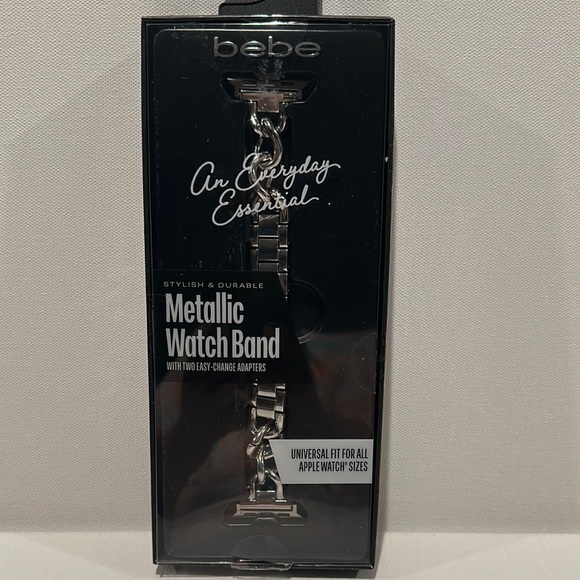 bebe
An Everyday
Essential.
STYLISH & DURABLE
Metallic
Watch Band
WITH TWO EASY-CHANGE ADAPTERS
UNIVERSAL FIT FOR ALL
APPLE WATCH® SIZES